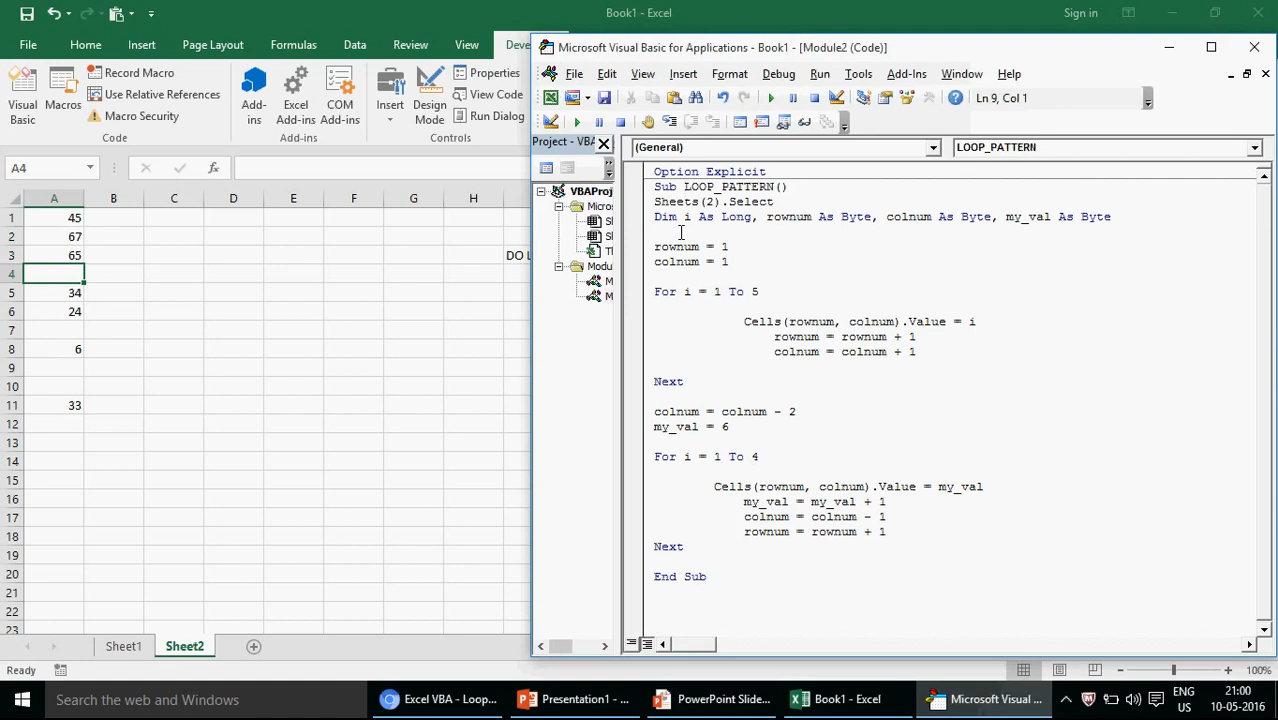 Book1 - Excel
Sign in
File Home Insert Page Layout Formulas Data Review View Deve
Visual Basic
Macros
Record Macro
Use Relative References
Macro Security
Code
Add-ins
Excel Add-ins
COM Add-ins
Add-ins
Insert
Design Mode
Properties
View Code
Run Dialog
Controls
A4
fx
A B C D E F G H
1 45
2 67
3 65 DO L
4
5 34
6 24
7
8 6
9
10
11 33
12
13
14
15
16
17
18
19
20
21
22
23
Sheet1 Sheet2
Ready
100%
Microsoft Visual Basic for Applications - Book1 - [Module2 (Code)]
File Edit View Insert Format Debug Run Tools Add-Ins Window Help
Ln 9, Col 1
Project - VBA
VBAProj
Micros
Sh
Sh
Th
Modu
M
M
(General)
LOOP_PATTERN
Option Explicit
Sub LOOP_PATTERN()
Sheets(2).Select
Dim i As Long, rownum As Byte, colnum As Byte, my_val As Byte
rownum = 1
colnum = 1
For i = 1 To 5
Cells(rownum, colnum).Value = i
rownum = rownum + 1
colnum = colnum + 1
Next
colnum = colnum - 2
my_val = 6
For i = 1 To 4
Cells(rownum, colnum).Value = my_val
my_val = my_val + 1
colnum = colnum - 1
rownum = rownum + 1
Next
End Sub
Search the web and Windows
Excel VBA - Loop...
Presentation1 - ...
PowerPoint Slide...
Book1 - Excel
Microsoft Visual ...
ENG
US
21:00
10-05-2016